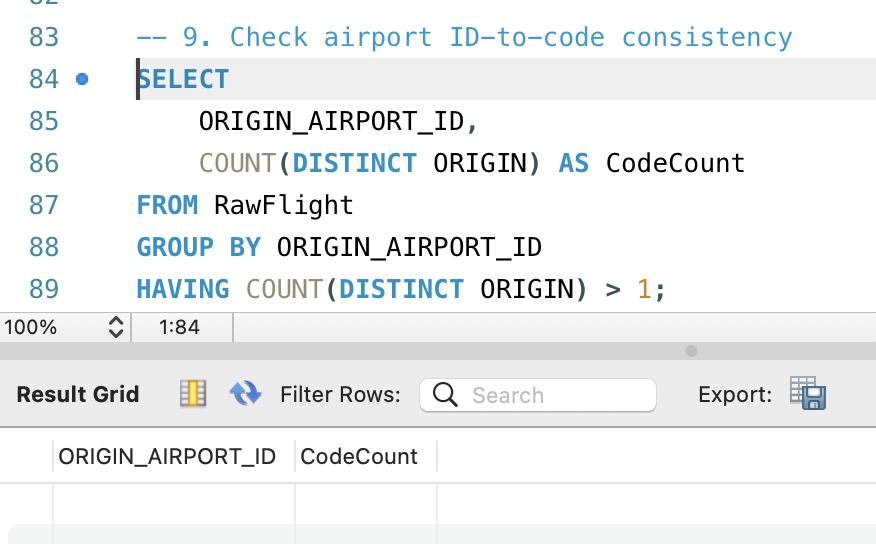 82
83 -- 9. Check airport ID-to-code consistency
84 SELECT
85 ORIGIN_AIRPORT_ID,
86 COUNT(DISTINCT ORIGIN) AS CodeCount
87 FROM RawFlight
88 GROUP BY ORIGIN_AIRPORT_ID
89 HAVING COUNT(DISTINCT ORIGIN) > 1;
100% 1:84
Result Grid Filter Rows: Search Export:
ORIGIN_AIRPORT_ID CodeCount